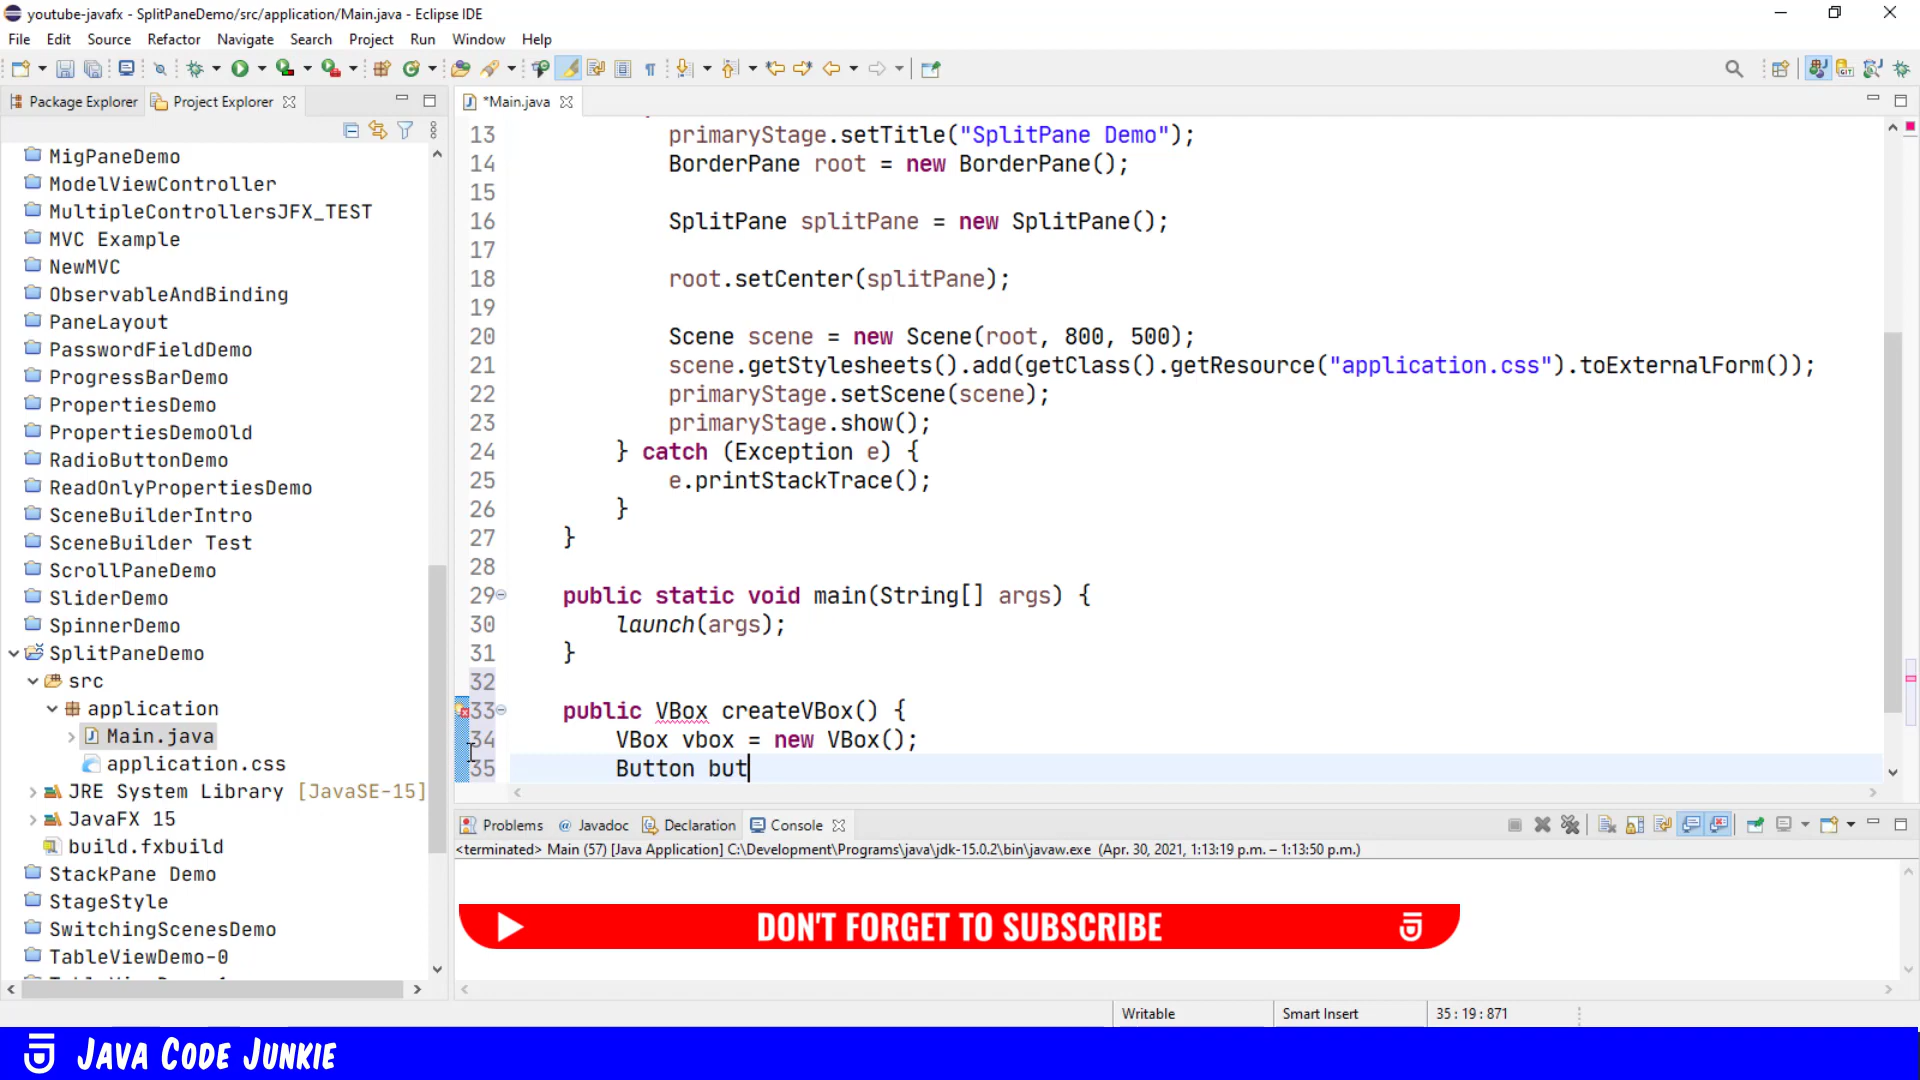 youtube-javafx - SplitPaneDemo/src/application/Main.java - Eclipse IDE
File Edit Source Refactor Navigate Search Project Run Window Help
Package Explorer Project Explorer
*Main.java
MigPaneDemo
ModelViewController
MultipleControllersJFX_TEST
MVC Example
NewMVC
ObservableAndBinding
PaneLayout
PasswordFieldDemo
ProgressBarDemo
PropertiesDemo
PropertiesDemoOld
RadioButtonDemo
ReadOnlyPropertiesDemo
SceneBuilderIntro
SceneBuilder Test
ScrollPaneDemo
SliderDemo
SpinnerDemo
SplitPaneDemo
src
application
Main.java
application.css
JRE System Library [JavaSE-15]
JavaFX 15
build.fxbuild
StackPane Demo
StageStyle
SwitchingScenesDemo
TableViewDemo-0
13 primaryStage.setTitle("SplitPane Demo");
14 BorderPane root = new BorderPane();
15
16 SplitPane splitPane = new SplitPane();
17
18 root.setCenter(splitPane);
19
20 Scene scene = new Scene(root, 800, 500);
21 scene.getStylesheets().add(getClass().getResource("application.css").toExternalForm());
22 primaryStage.setScene(scene);
23 primaryStage.show();
24 } catch (Exception e) {
25 e.printStackTrace();
26 }
27 }
28
29 public static void main(String[] args) {
30 launch(args);
31 }
32
33 public VBox createVBox() {
34 VBox vbox = new VBox();
35 Button but
Problems @ Javadoc Declaration Console
<terminated> Main (57) [Java Application] C:\Development\Programs\java\jdk-15.0.2\bin\javaw.exe (Apr. 30, 2021, 1:13:19 p.m. – 1:13:50 p.m.)
DON'T FORGET TO SUBSCRIBE
Writable Smart Insert 35 : 19 : 871
JAVA CODE JUNKIE